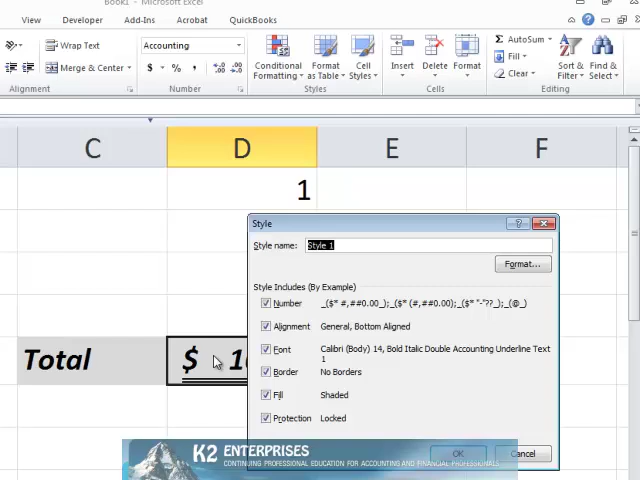 Book1 - Microsoft Excel
View Developer Add-Ins Acrobat QuickBooks
Wrap Text Accounting Σ AutoSum
Fill
Merge & Center $ % , .0 .00 Conditional Formatting Format as Table Cell Styles Insert Delete Format Clear Sort & Filter Find & Select
Alignment Number Styles Cells Editing
C D E F
1
Style
Style name: Style 1
Format...
Style Includes (By Example)
Number _($* #,##0.00_);_($* (#,##0.00);_($* "-"??_);_(@_)
Alignment General, Bottom Aligned
Font Calibri (Body) 14, Bold Italic Double Accounting Underline Text
1
Border No Borders
Total $ 1
Fill Shaded
Protection Locked
K2 ENTERPRISES
CONTINUING PROFESSIONAL EDUCATION FOR ACCOUNTING AND FINANCIAL PROFESSIONALS
OK Cancel